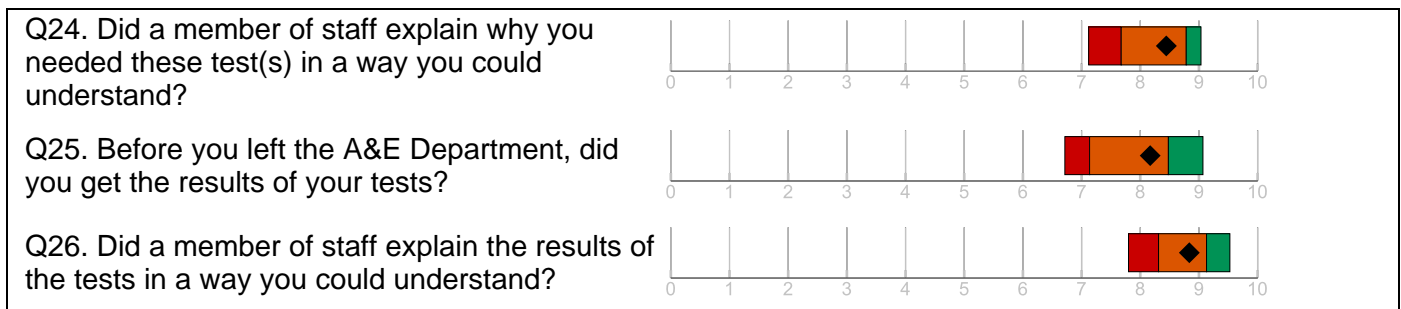 Q24. Did a member of staff explain why you
needed these test(s) in a way you could
understand?
0 1 2 3 4 5 6 7 8 9 10
Q25. Before you left the A&E Department, did
you get the results of your tests?
0 1 2 3 4 5 6 7 8 9 10
Q26. Did a member of staff explain the results of
the tests in a way you could understand?
0 1 2 3 4 5 6 7 8 9 10